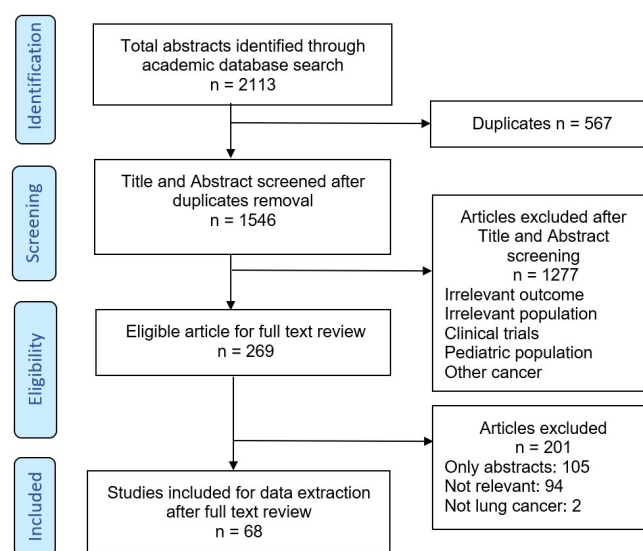 Identification
Total abstracts identified through
academic database search
n = 2113
Duplicates n = 567
Screening
Title and Abstract screened after
duplicates removal
n = 1546
Articles excluded after
Title and Abstract
screening
n = 1277
Irrelevant outcome
Irrelevant population
Clinical trials
Pediatric population
Other cancer
Eligibility
Eligible article for full text review
n = 269
Articles excluded
n = 201
Only abstracts: 105
Not relevant: 94
Not lung cancer: 2
Included
Studies included for data extraction
after full text review
n = 68